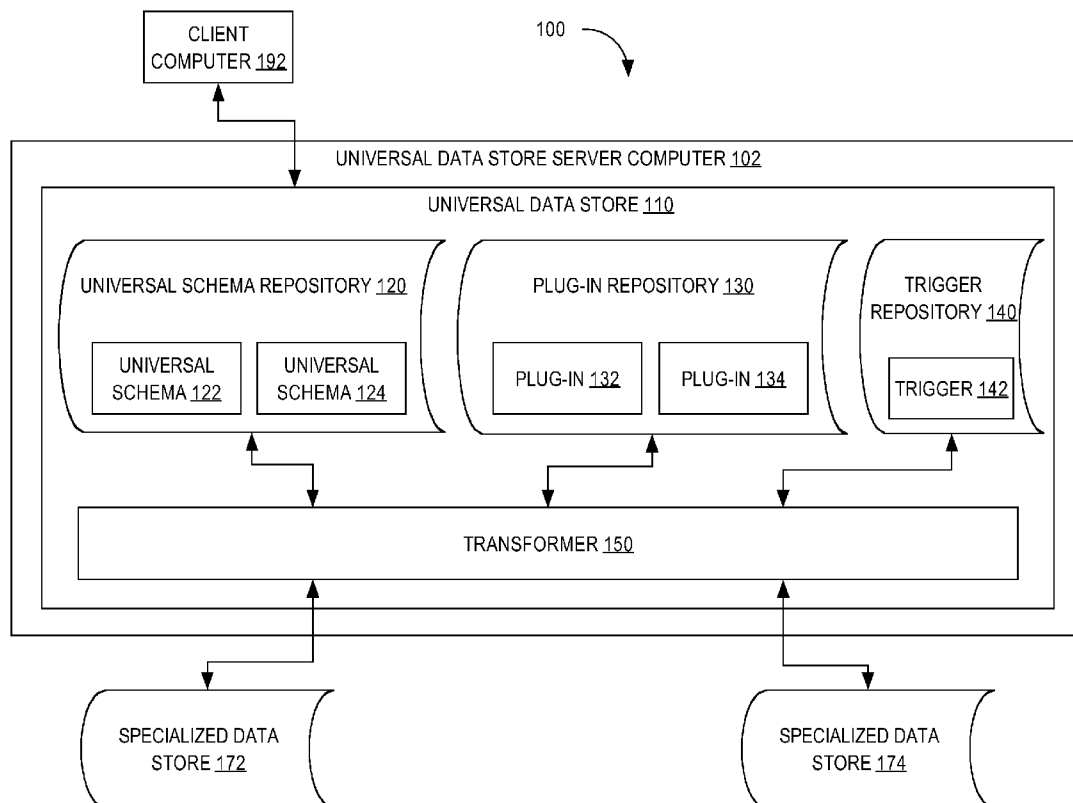 CLIENT
COMPUTER 192
100
UNIVERSAL DATA STORE SERVER COMPUTER 102
UNIVERSAL DATA STORE 110
UNIVERSAL SCHEMA REPOSITORY 120
UNIVERSAL
SCHEMA 122
UNIVERSAL
SCHEMA 124
PLUG-IN REPOSITORY 130
PLUG-IN 132
PLUG-IN 134
TRIGGER
REPOSITORY 140
TRIGGER 142
TRANSFORMER 150
SPECIALIZED DATA
STORE 172
SPECIALIZED DATA
STORE 174